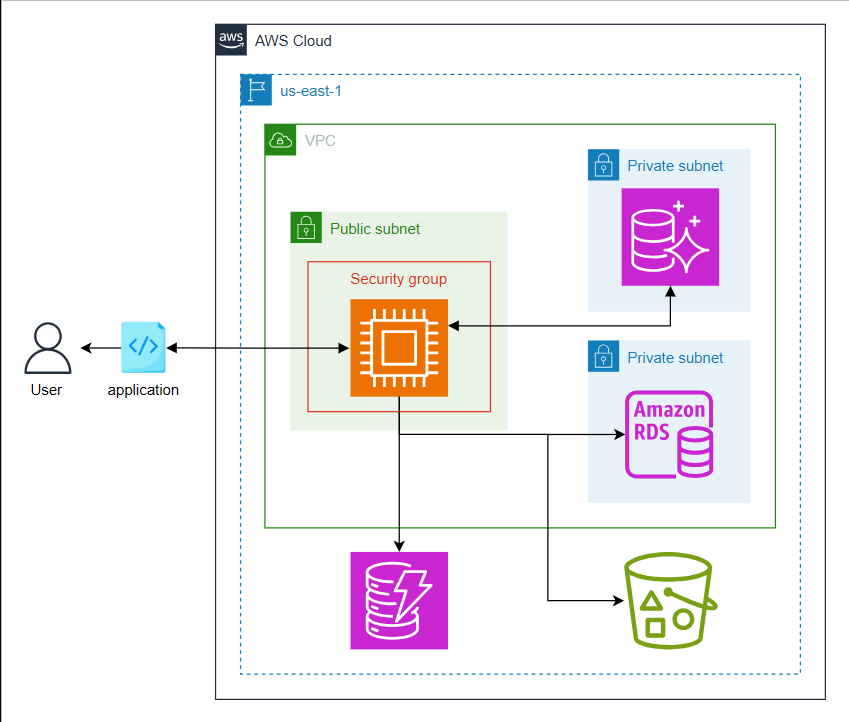 aws
AWS Cloud
us-east-1
VPC
Private subnet
Public subnet
Security group
User
application
Private subnet
Amazon
RDS